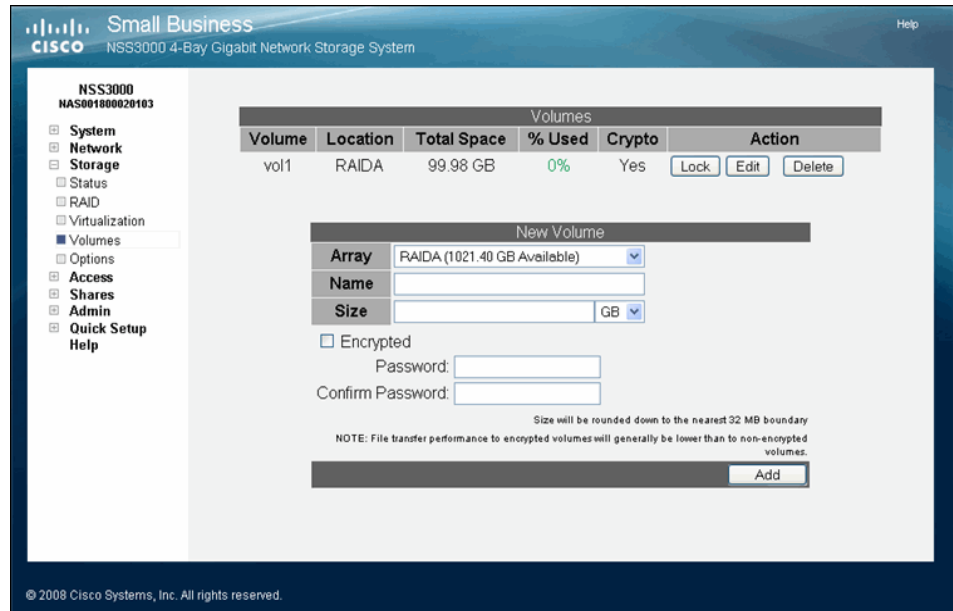 Small Business
CISCO NSS3000 4-Bay Gigabit Network Storage System
Help
NSS3000
NAS001800020103
System
Network
Storage
Status
RAID
Virtualization
Volumes
Options
Access
Shares
Admin
Quick Setup
Help
Volumes
Volume Location Total Space % Used Crypto Action
vol1 RAIDA 99.98 GB 0% Yes Lock Edit Delete
New Volume
Array RAIDA (1021.40 GB Available)
Name
Size GB
Encrypted
Password:
Confirm Password:
Size will be rounded down to the nearest 32 MB boundary
NOTE: File transfer performance to encrypted volumes will generally be lower than to non-encrypted
volumes.
Add
© 2008 Cisco Systems, Inc. All rights reserved.